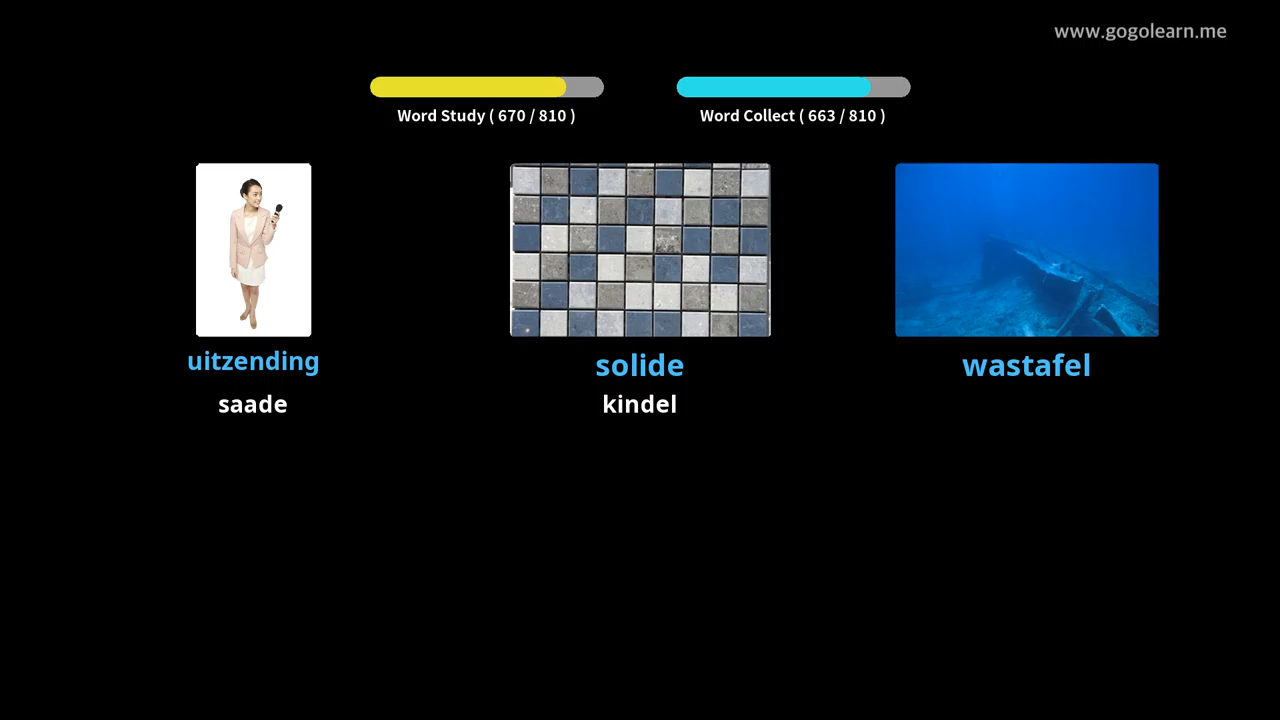 www.gogolearn.me
Word Study ( 670 / 810 )
Word Collect ( 663 / 810 )
uitzending
saade
solide
kindel
wastafel